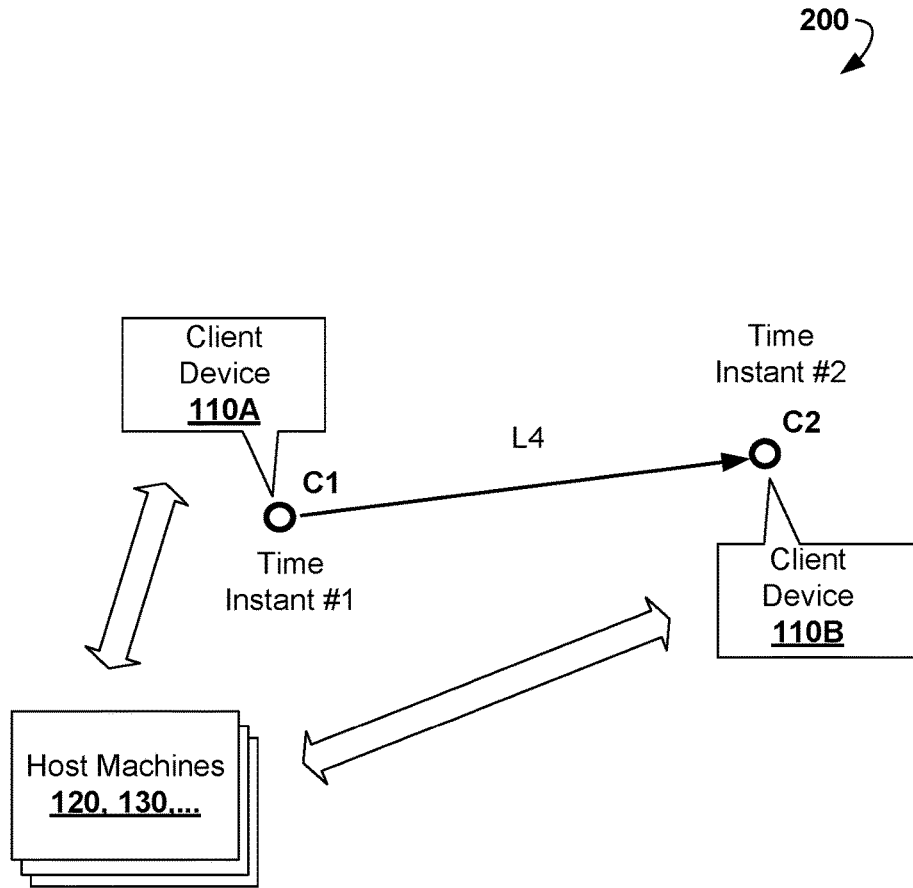 200
Client
Device
110A
Time
Instant #2
C2
L4
C1
Time
Instant #1
Client
Device
110B
Host Machines
120, 130,...